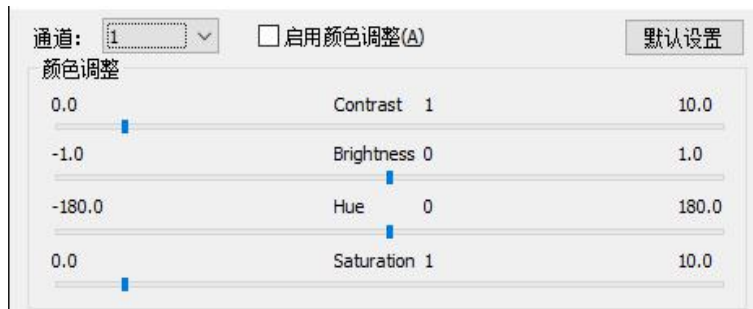 通道： 1 启用颜色调整(A) 默认设置
颜色调整
0.0 Contrast 1 10.0
-1.0 Brightness 0 1.0
-180.0 Hue 0 180.0
0.0 Saturation 1 10.0